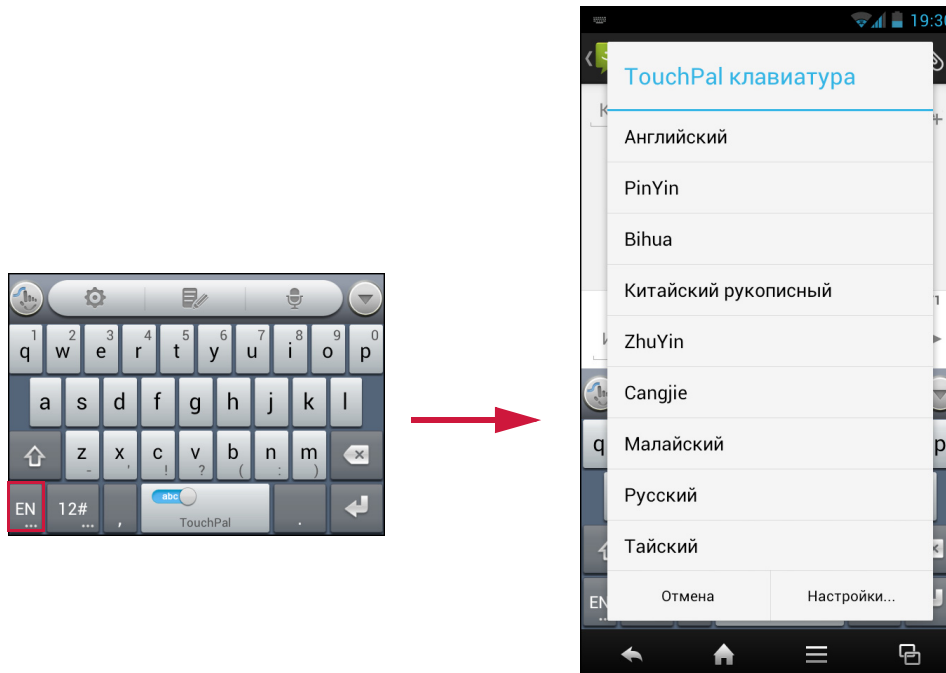 1 2 3 4 5 6 7 8 9 0
q w e r t y u i o p
a s d f g h j k l
z x c v b n m
- ' ! ? ( : )
EN 12# , abc .
... ... TouchPal
19:30
TouchPal клавиатура
К
+
Английский
PinYin
Bihua
Китайский рукописный
ZhuYin
Cangjie
Малайский
Русский
Тайский
Отмена Настройки...
q p
EN